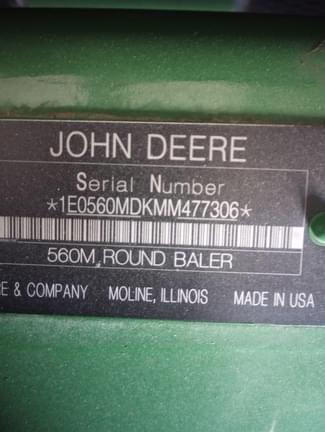 JOHN DEERE
Serial Number
*1E0560MDKMM477306*
560M ROUND BALER
E & COMPANY MOLINE, ILLINOIS MADE IN USA